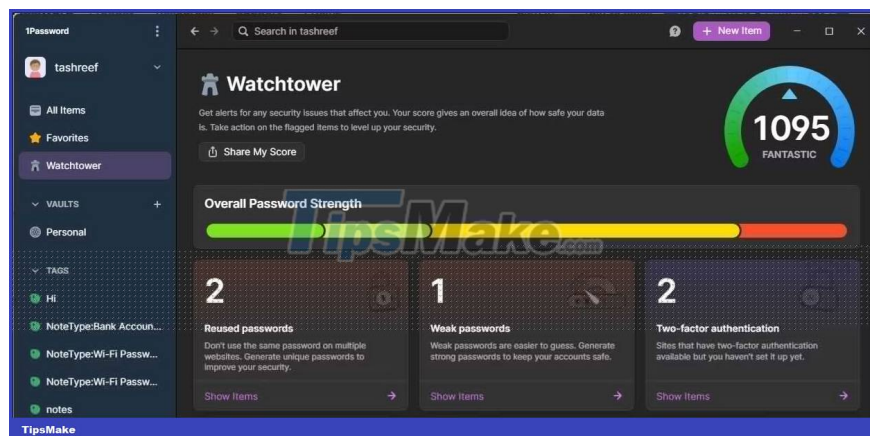 1Password
Search in tashreef
+ New Item
tashreef
All Items
Favorites
Watchtower
VAULTS
+
Personal
TAGS
Hi
NoteType:Bank Accoun...
NoteType:Wi-Fi Passw...
NoteType:Wi-Fi Passw...
notes
Watchtower
Get alerts for any security issues that affect you. Your score gives an overall idea of how safe your data
is. Take action on the flagged items to level up your security.
Share My Score
1095
FANTASTIC
Overall Password Strength
TipsMake.com
2
Reused passwords
Don't use the same password on multiple
websites. Generate unique passwords to
improve your security.
Show Items
1
Weak passwords
Weak passwords are easier to guess. Generate
strong passwords to keep your accounts safe.
Show Items
2
Two-factor authentication
Sites that have two-factor authentication
available but you haven't set it up yet.
Show Items
TipsMake